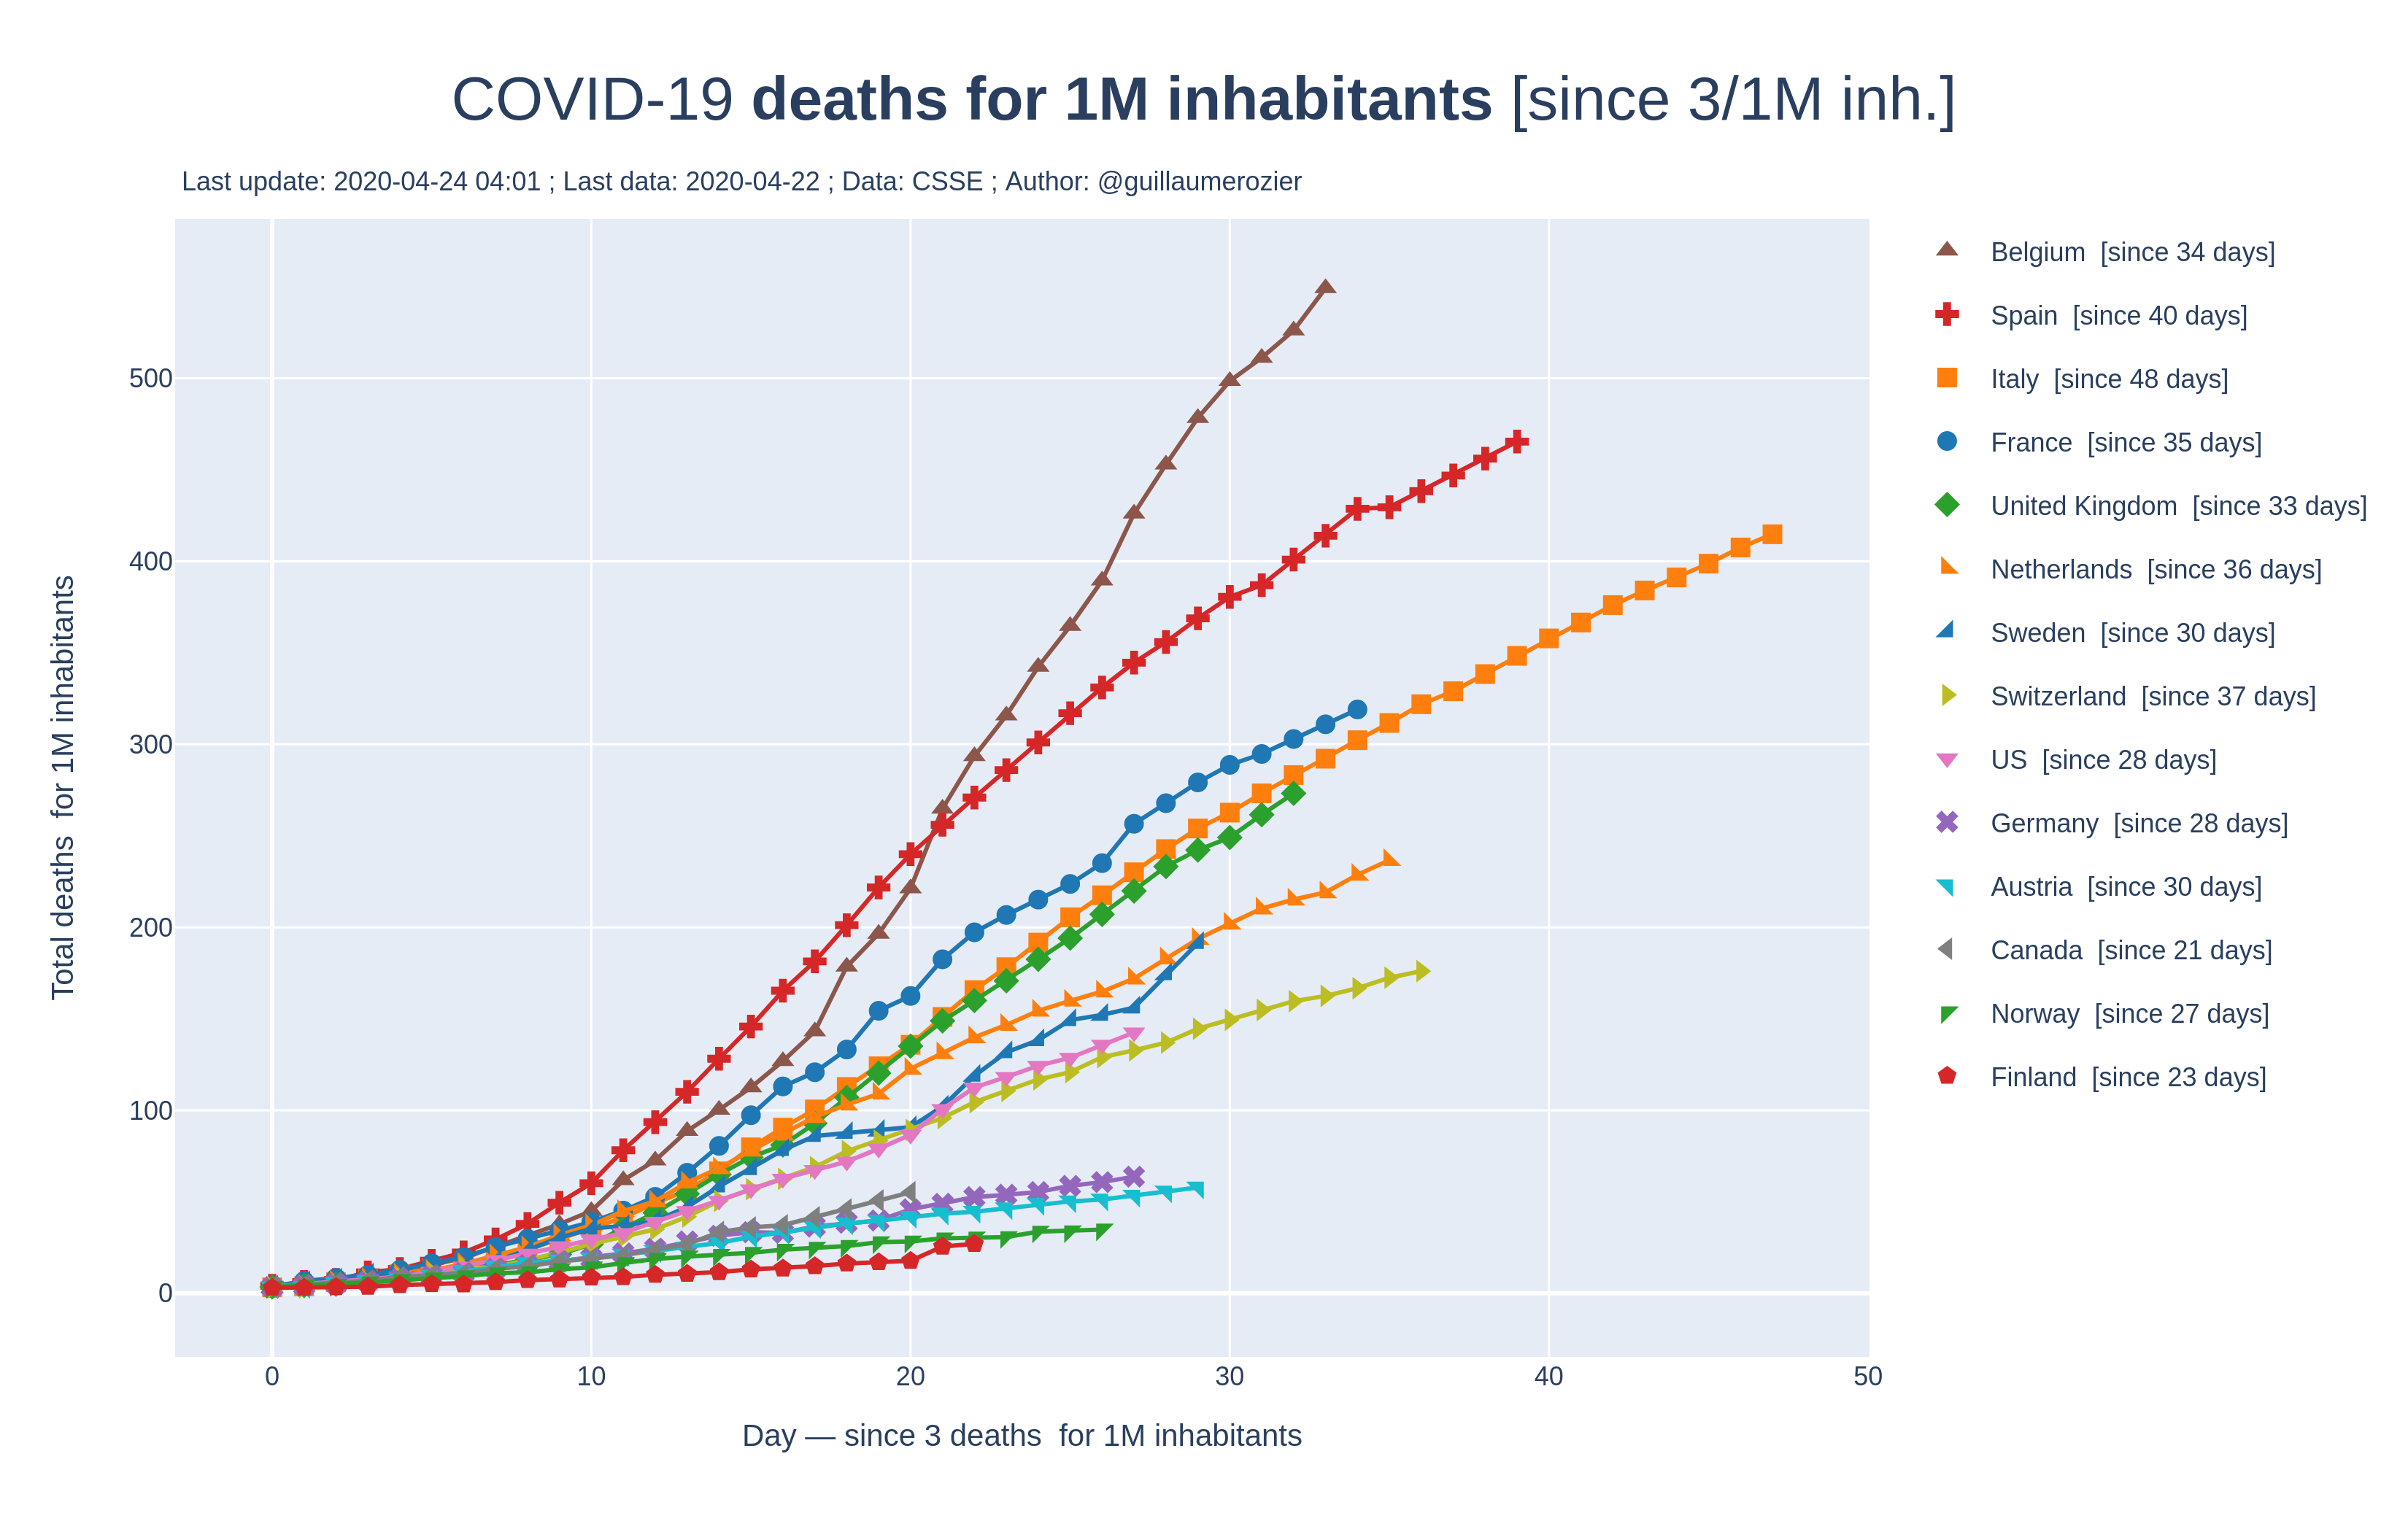 COVID-19 deaths for 1M inhabitants [since 3/1M inh.]
Last update: 2020-04-24 04:01 ; Last data: 2020-04-22 ; Data: CSSE ; Author: @guillaumerozier
Total deaths  for 1M inhabitants
500
400
300
200
100
0
0 10 20 30 40 50
Day — since 3 deaths  for 1M inhabitants
Belgium  [since 34 days]
Spain  [since 40 days]
Italy  [since 48 days]
France  [since 35 days]
United Kingdom  [since 33 days]
Netherlands  [since 36 days]
Sweden  [since 30 days]
Switzerland  [since 37 days]
US  [since 28 days]
Germany  [since 28 days]
Austria  [since 30 days]
Canada  [since 21 days]
Norway  [since 27 days]
Finland  [since 23 days]